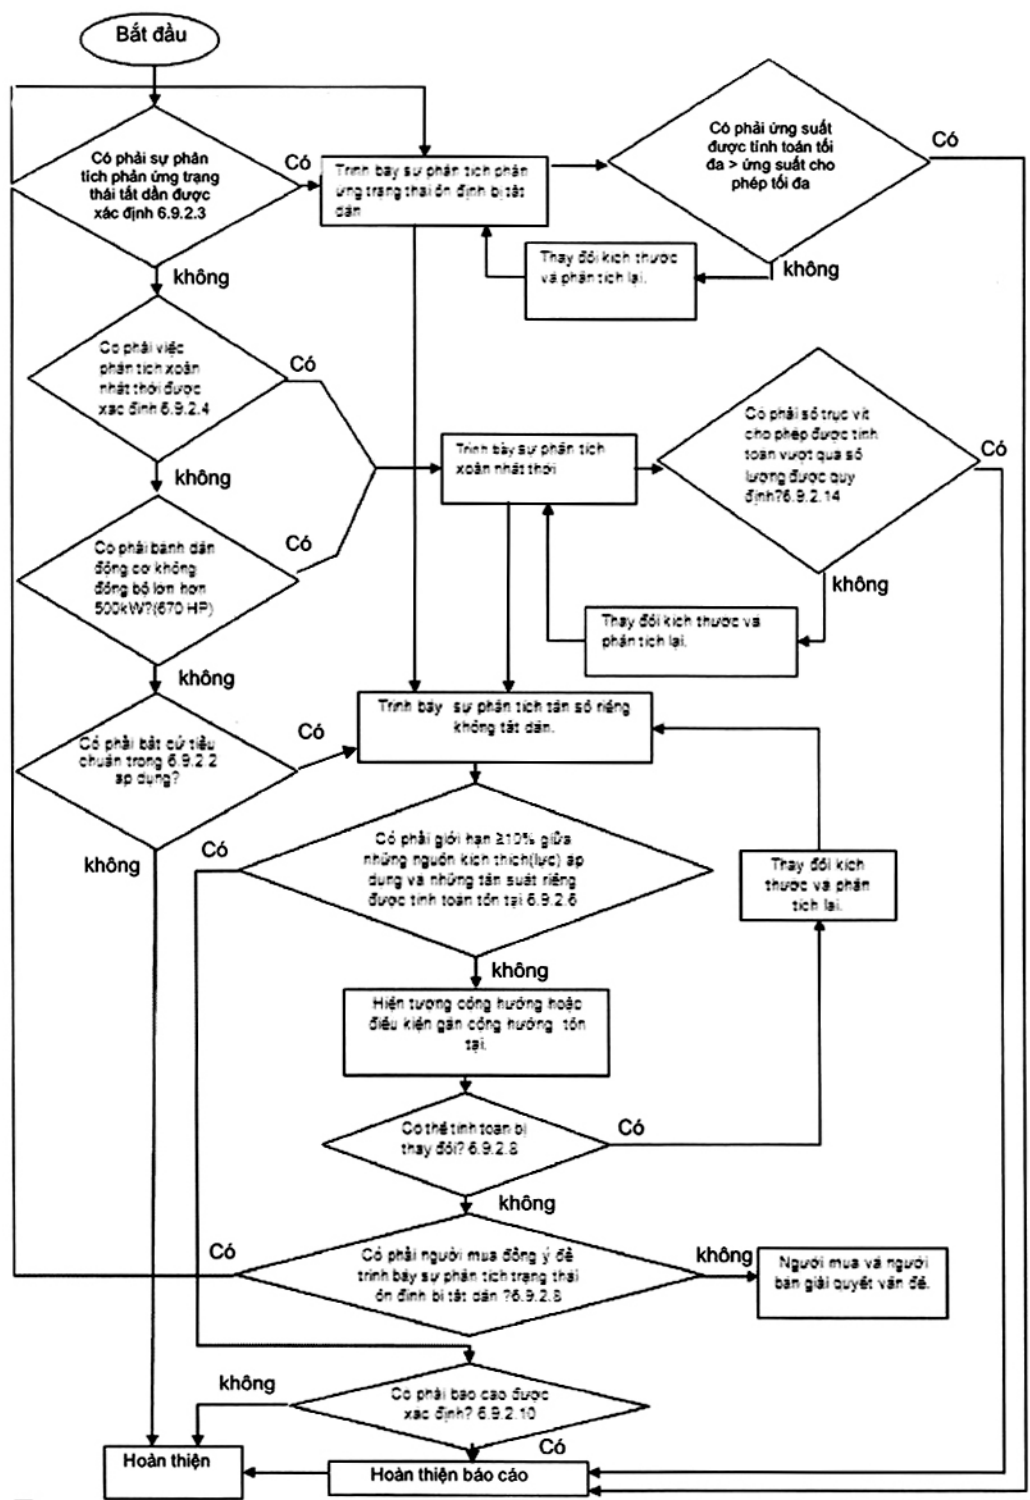 Bắt đầu
Có phải sự phân
tích phản ứng trạng
thái tắt dần được
xác định 6.9.2.3
Có
Trình bày sự phân tích phản
ứng trạng thái ổn định bị tắt
dần
Có phải ứng suất
được tính toán tối
đa > ứng suất cho
phép tối đa
Có
không
Thay đổi kích thước
và phân tích lại.
không
Có phải việc
phân tích xoắn
nhất thời được
xác định 6.9.2.4
Có
Trình bày sự phân tích
xoắn nhất thời
Có phải số trục vít
cho phép được tính
toán vượt quá số
lượng được quy
định?6.9.2.14
Có
không
Thay đổi kích thước và
phân tích lại.
không
Có phải bánh dẫn
động cơ không
đồng bộ lớn hơn
500kW?(670 HP)
Có
không
Có phải bất cứ tiêu
chuẩn trong 6.9.2.2
áp dụng?
Có
không
Trình bày sự phân tích tần số riêng
không tắt dần.
Có phải giới hạn ≥10% giữa
những nguồn kích thích(lực) áp
dụng và những tần suất riêng
được tính toán tồn tại 6.9.2.6
Có
không
Thay đổi kích
thước và phân
tích lại.
Hiện tượng cộng hưởng hoặc
điều kiện gần cộng hưởng tồn
tại.
Có thể tính toán bị
thay đổi? 6.9.2.8
Có
không
Có phải người mua đồng ý để
trình bày sự phân tích trạng thái
ổn định bị tắt dần ?6.9.2.8
Có
không
Người mua và người
bán giải quyết vấn đề.
Có phải báo cáo được
xác định? 6.9.2.10
không
Có
Hoàn thiện
Hoàn thiện báo cáo